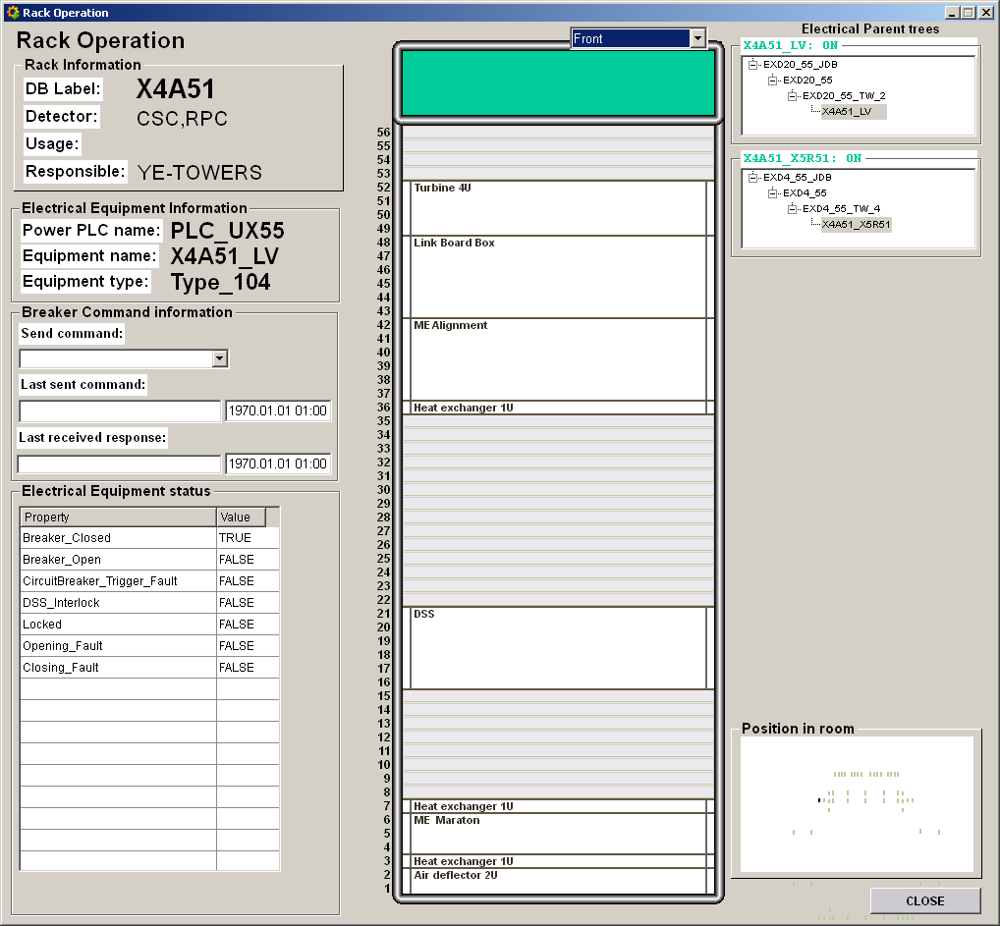 Rack Operation
Rack Operation
Rack Information
DB Label: X4A51
Detector: CSC,RPC
Usage:
Responsible: YE-TOWERS
Electrical Equipment Information
Power PLC name: PLC_UX55
Equipment name: X4A51_LV
Equipment type: Type_104
Breaker Command information
Send command:
Last sent command:
1970.01.01 01:00
Last received response:
1970.01.01 01:00
Electrical Equipment status
Property Value
Breaker_Closed TRUE
Breaker_Open FALSE
CircuitBreaker_Trigger_Fault FALSE
DSS_Interlock FALSE
Locked FALSE
Opening_Fault FALSE
Closing_Fault FALSE
Front
56
55
54
53
52 Turbine 4U
51
50
49
48 Link Board Box
47
46
45
44
43
42 ME Alignment
41
40
39
38
37
36 Heat exchanger 1U
35
34
33
32
31
30
29
28
27
26
25
24
23
22
21 DSS
20
19
18
17
16
15
14
13
12
11
10
9
8
7 Heat exchanger 1U
6 ME Maraton
5
4
3 Heat exchanger 1U
2 Air deflector 2U
1
Electrical Parent trees
X4A51_LV: ON
EXD20_55_JDB
EXD20_55
EXD20_55_TW_2
X4A51_LV
X4A51_X5R51: ON
EXD4_55_JDB
EXD4_55
EXD4_55_TW_4
X4A51_X5R51
Position in room
CLOSE